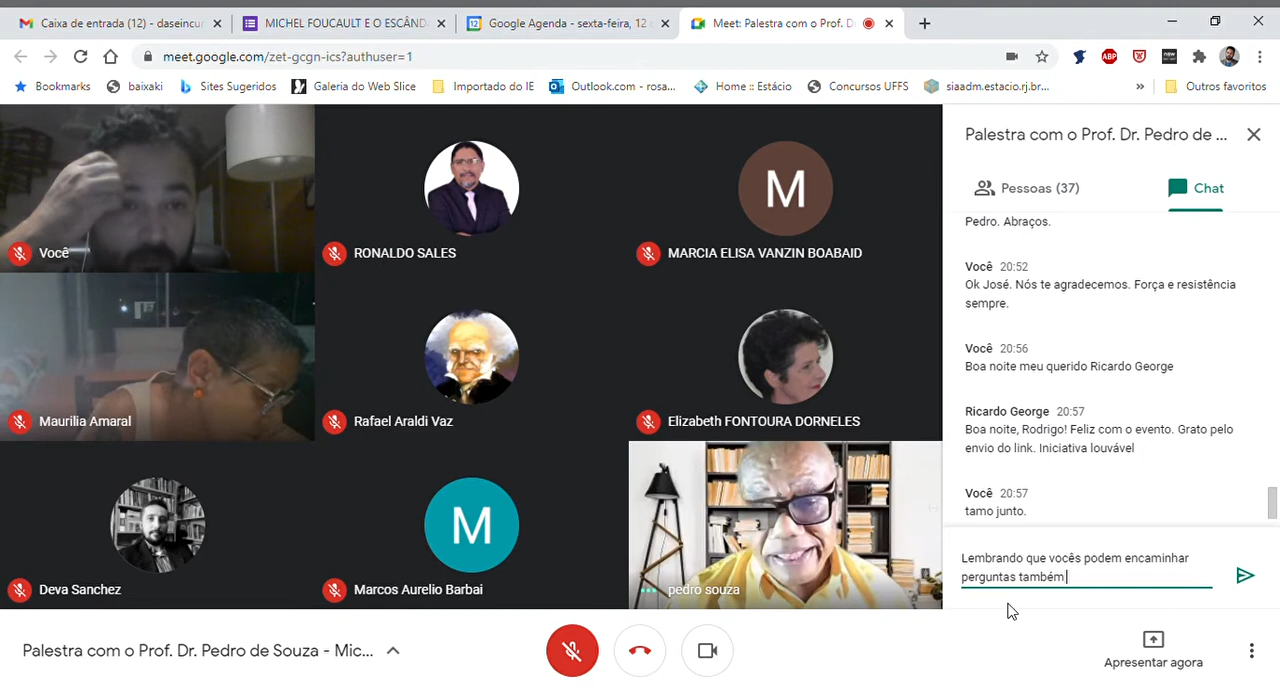 Caixa de entrada (12) - daseincur
MICHEL FOUCAULT E O ESCÂND
Google Agenda - sexta-feira, 12
Meet: Palestra com o Prof. D
meet.google.com/zet-gcgn-ics?authuser=1
ABP
Bookmarks
baixaki
Sites Sugeridos
Galeria do Web Slice
Importado do IE
Outlook.com - rosa...
Home :: Estácio
Concursos UFFS
siaadm.estacio.rj.br...
»
Outros favoritos
Você
RONALDO SALES
M
MARCIA ELISA VANZIN BOABAID
Maurilia Amaral
Rafael Araldi Vaz
Elizabeth FONTOURA DORNELES
Deva Sanchez
M
Marcos Aurelio Barbai
pedro souza
Palestra com o Prof. Dr. Pedro de ...
Pessoas (37)
Chat
Pedro. Abraços.
Você 20:52
Ok José. Nós te agradecemos. Força e resistência
sempre.
Você 20:56
Boa noite meu querido Ricardo George
Ricardo George 20:57
Boa noite, Rodrigo! Feliz com o evento. Grato pelo
envio do link. Iniciativa louvável
Você 20:57
tamo junto.
Lembrando que vocês podem encaminhar
perguntas também
Palestra com o Prof. Dr. Pedro de Souza - Mic...
Apresentar agora